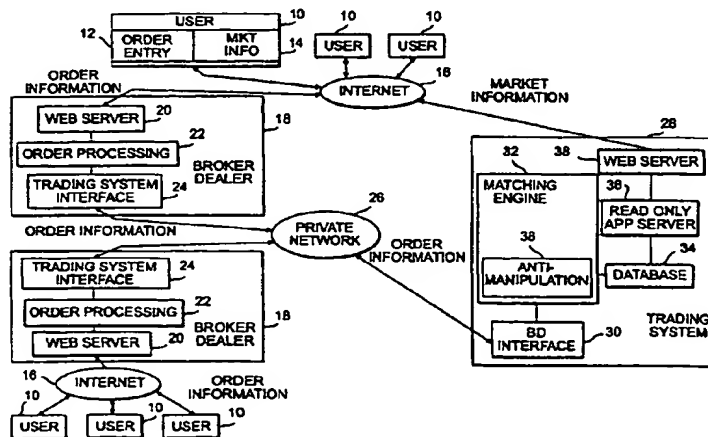 USER
10
12
ORDER
ENTRY
MKT
INFO
14
10
USER
10
USER
INTERNET
16
ORDER
INFORMATION
MARKET
INFORMATION
WEB SERVER
20
18
ORDER PROCESSING
22
BROKER
DEALER
TRADING SYSTEM
INTERFACE
24
ORDER INFORMATION
PRIVATE
NETWORK
26
ORDER
INFORMATION
28
38
WEB SERVER
32
MATCHING
ENGINE
36
READ ONLY
APP SERVER
38
ANTI-
MANIPULATION
34
DATABASE
TRADING
SYSTEM
BD
INTERFACE
30
TRADING SYSTEM
INTERFACE
24
ORDER PROCESSING
22
BROKER
DEALER
18
WEB SERVER
20
16
INTERNET
ORDER
INFORMATION
10
USER
10
USER
10
USER